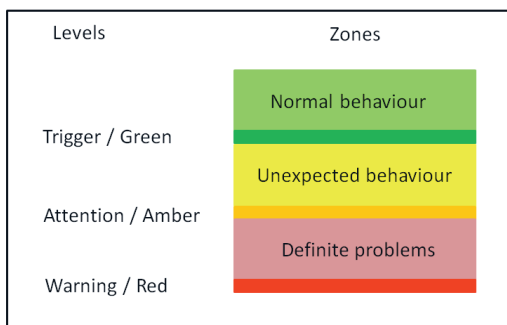 Levels
Zones
Normal behaviour
Trigger / Green
Unexpected behaviour
Attention / Amber
Definite problems
Warning / Red